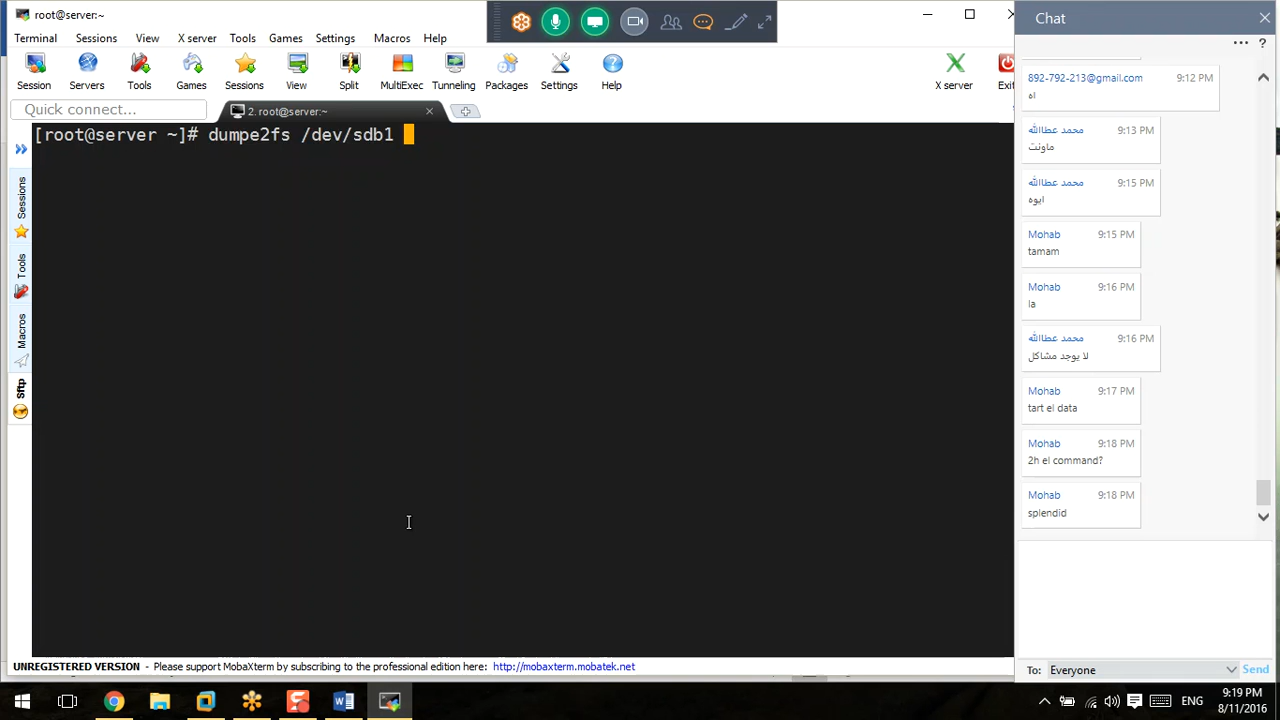 root@server:~
Terminal Sessions View X server Tools Games Settings Macros Help
Session Servers Tools Games Sessions View Split MultiExec Tunneling Packages Settings Help X server Exit
Quick connect...
2. root@server:~
[root@server ~]# dumpe2fs /dev/sdb1
Sessions
Tools
Macros
Sftp
UNREGISTERED VERSION - Please support MobaXterm by subscribing to the professional edition here: http://mobaxterm.mobatek.net
Chat
?
892-792-213@gmail.com 9:12 PM
اه
محمد عطاالله 9:13 PM
ماونت
محمد عطاالله 9:15 PM
ايوه
Mohab 9:15 PM
tamam
Mohab 9:16 PM
la
محمد عطاالله 9:16 PM
لا يوجد مشاكل
Mohab 9:17 PM
tart el data
Mohab 9:18 PM
2h el command?
Mohab 9:18 PM
splendid
To: Everyone Send
ENG
9:19 PM
8/11/2016